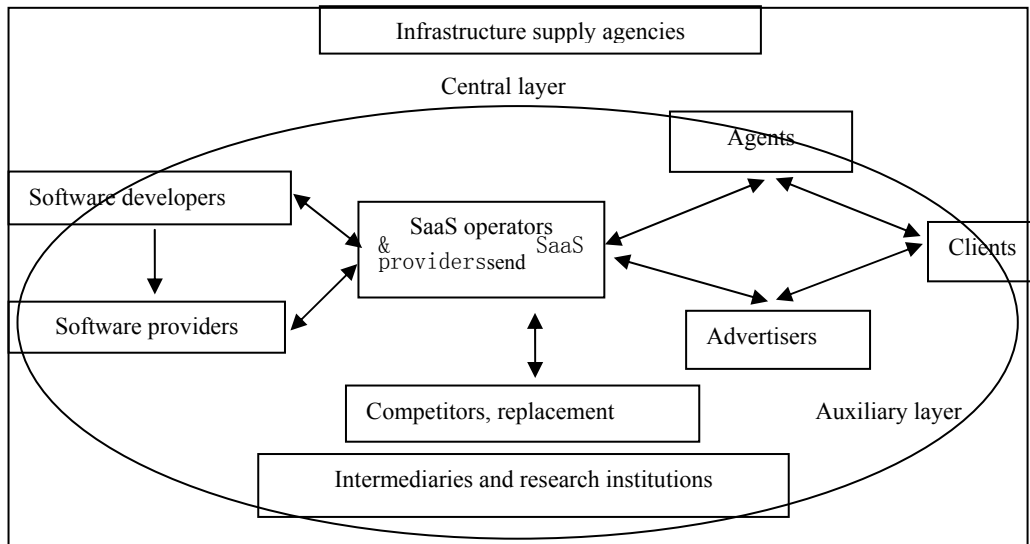 Infrastructure supply agencies
Central layer
Agents
Software developers
SaaS operators
& SaaS
providerssend
Clients
Software providers
Advertisers
Competitors, replacement
Auxiliary layer
Intermediaries and research institutions